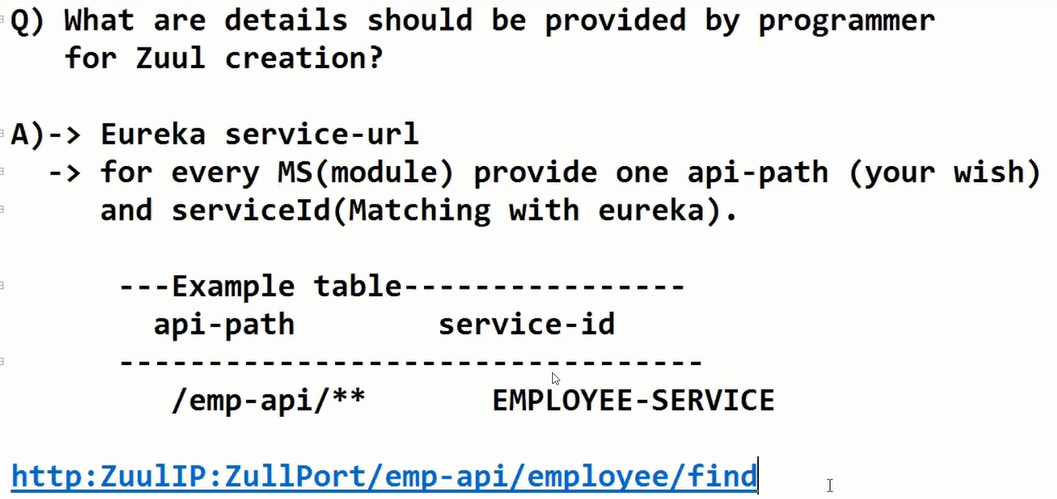 Q) What are details should be provided by programmer
for Zuul creation?
A)-> Eureka service-url
-> for every MS(module) provide one api-path (your wish)
and serviceId(Matching with eureka).
---Example table----------------
api-path service-id
---------------------------------
/emp-api/** EMPLOYEE-SERVICE
http:ZuulIP:ZullPort/emp-api/employee/find